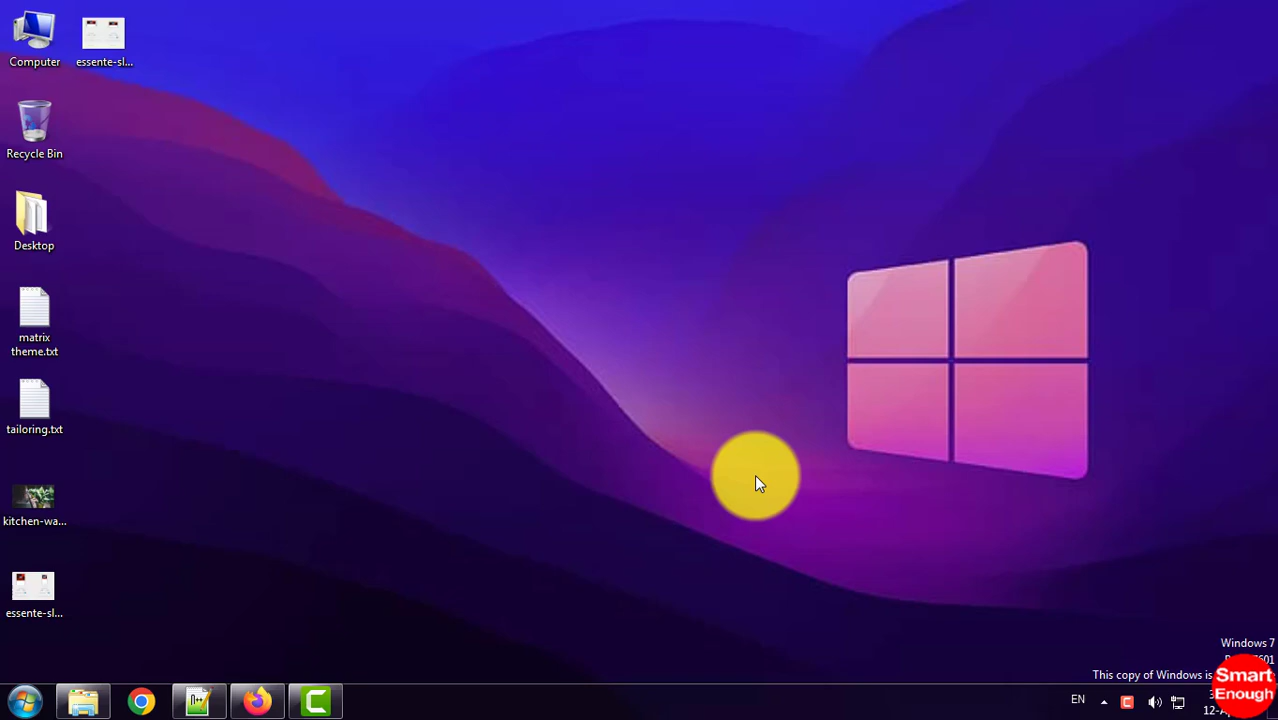 Computer
essente-sl...
Recycle Bin
Desktop
matrix
theme.txt
tailoring.txt
kitchen-wa...
essente-sl...
Windows 7
This copy of Windows is
EN
Smart
Enough